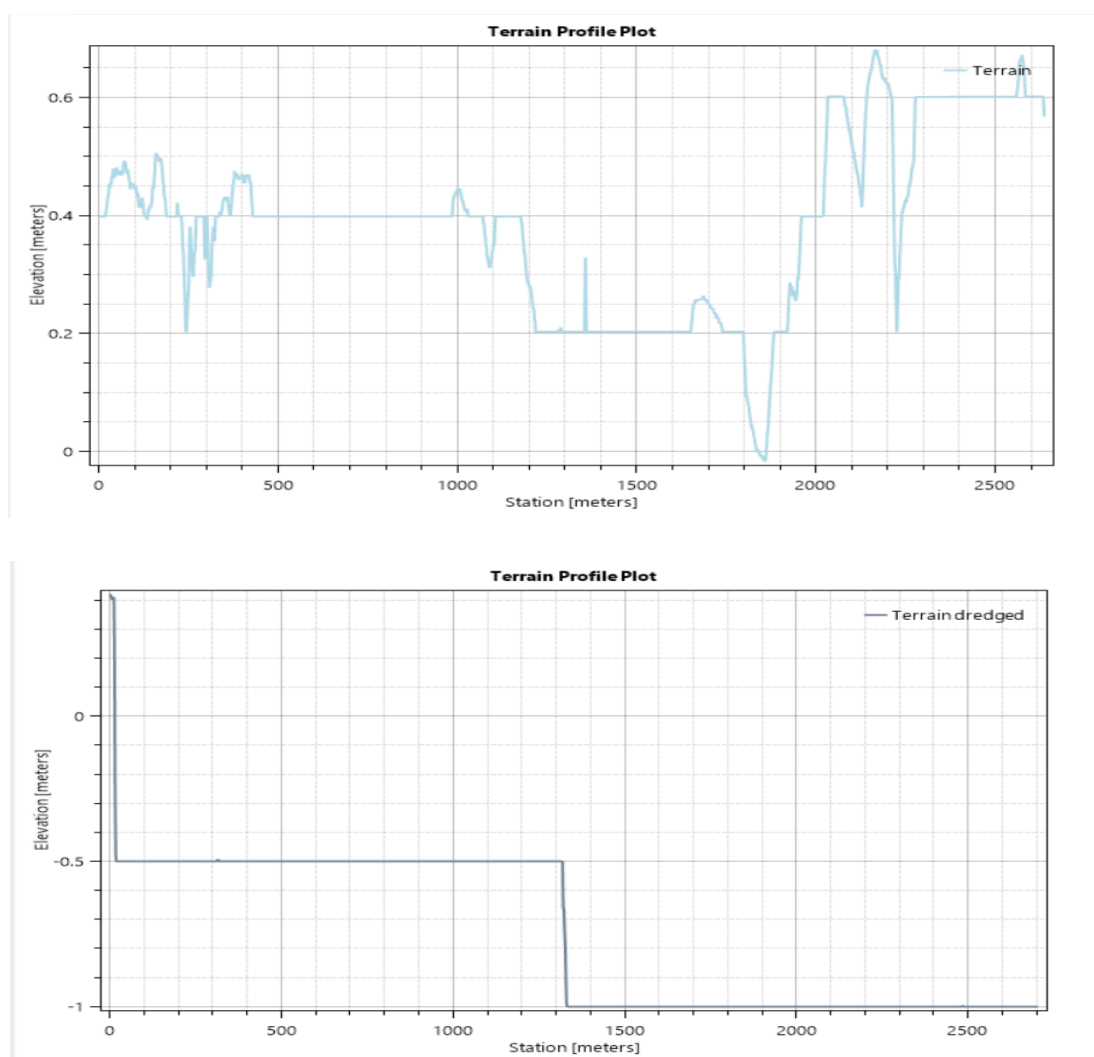 Terrain Profile Plot
Terrain
0.6
0.4
0.2
0
Elevation [meters]
0 500 1000 1500 2000 2500
Station [meters]
Terrain Profile Plot
Terrain dredged
0
-0.5
-1
Elevation [meters]
0 500 1000 1500 2000 2500
Station [meters]